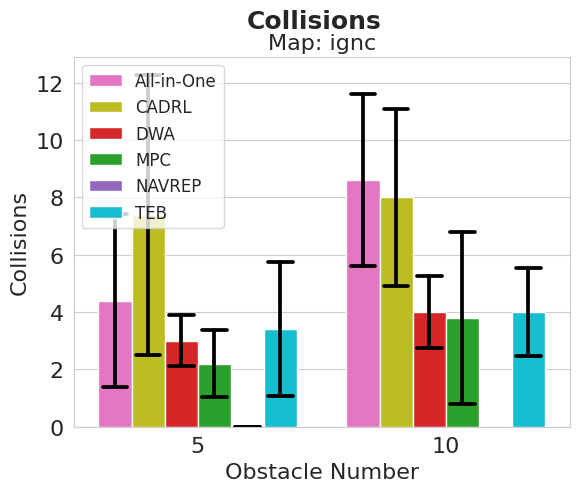 Collisions
Map: ignc
Collisions
12
10
8
6
4
2
0
All-in-One
CADRL
DWA
MPC
NAVREP
TEB
5
10
Obstacle Number